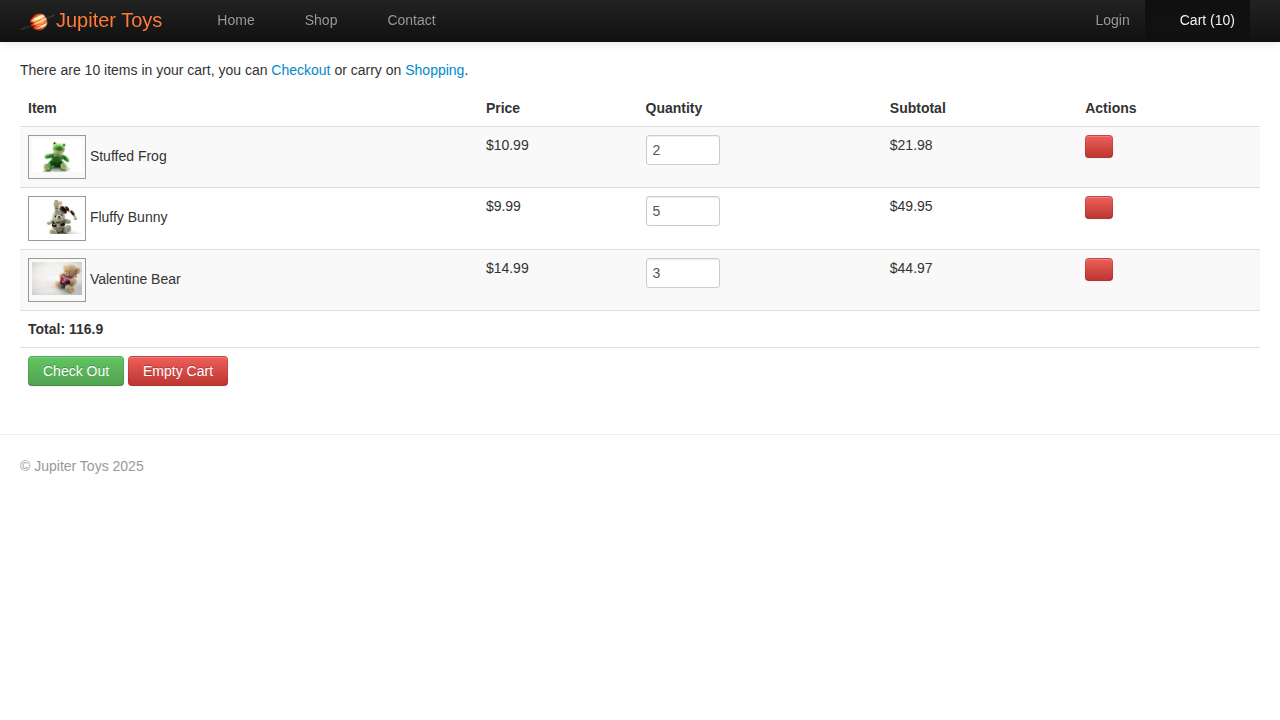 Jupiter Toys Home Shop Contact Login Cart (10)
There are 10 items in your cart, you can Checkout or carry on Shopping.
Item Price Quantity Subtotal Actions
Stuffed Frog $10.99 2 $21.98
Fluffy Bunny $9.99 5 $49.95
Valentine Bear $14.99 3 $44.97
Total: 116.9
Check Out Empty Cart
© Jupiter Toys 2025